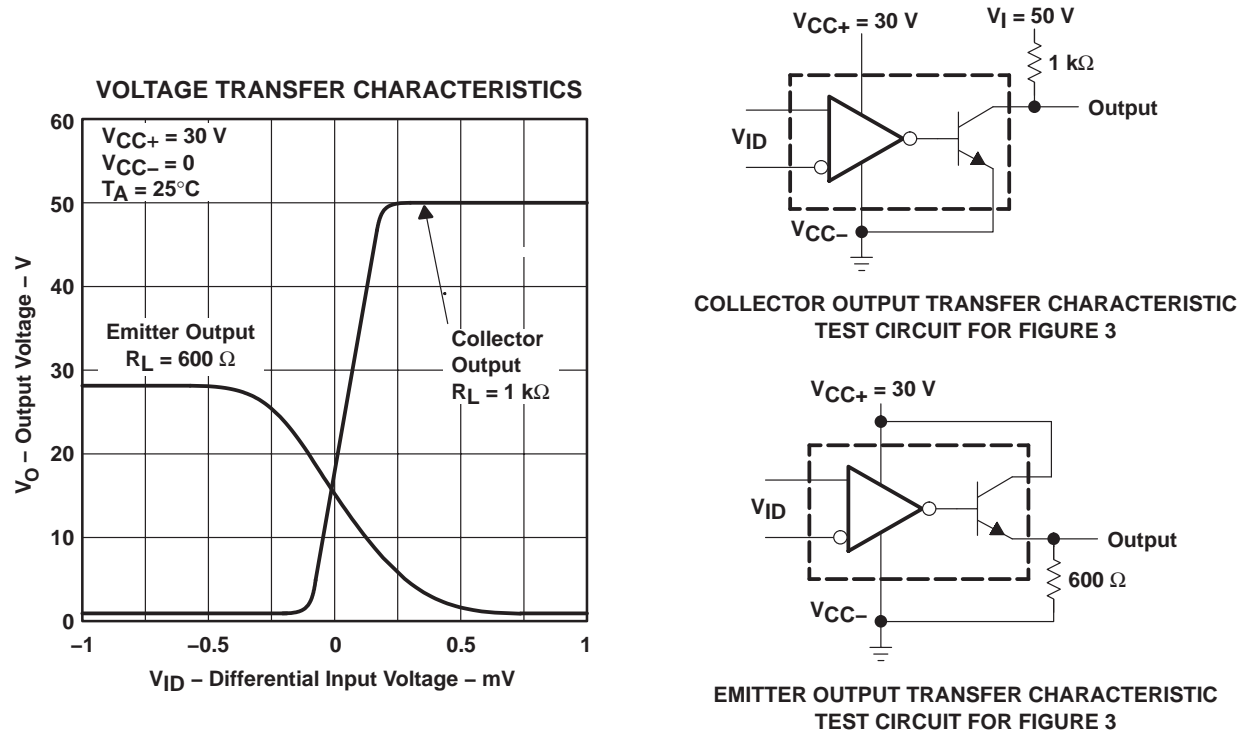 VOLTAGE TRANSFER CHARACTERISTICS
VCC+ = 30 V
VCC– = 0
TA = 25°C
60
50
40
30
20
10
0
VO – Output Voltage – V
Emitter Output
RL = 600 Ω
Collector
Output
RL = 1 kΩ
–1
–0.5
0
0.5
1
VID – Differential Input Voltage – mV
VCC+ = 30 V
VI = 50 V
1 kΩ
Output
VID
VCC–
COLLECTOR OUTPUT TRANSFER CHARACTERISTIC
TEST CIRCUIT FOR FIGURE 3
VCC+ = 30 V
VID
Output
600 Ω
VCC–
EMITTER OUTPUT TRANSFER CHARACTERISTIC
TEST CIRCUIT FOR FIGURE 3